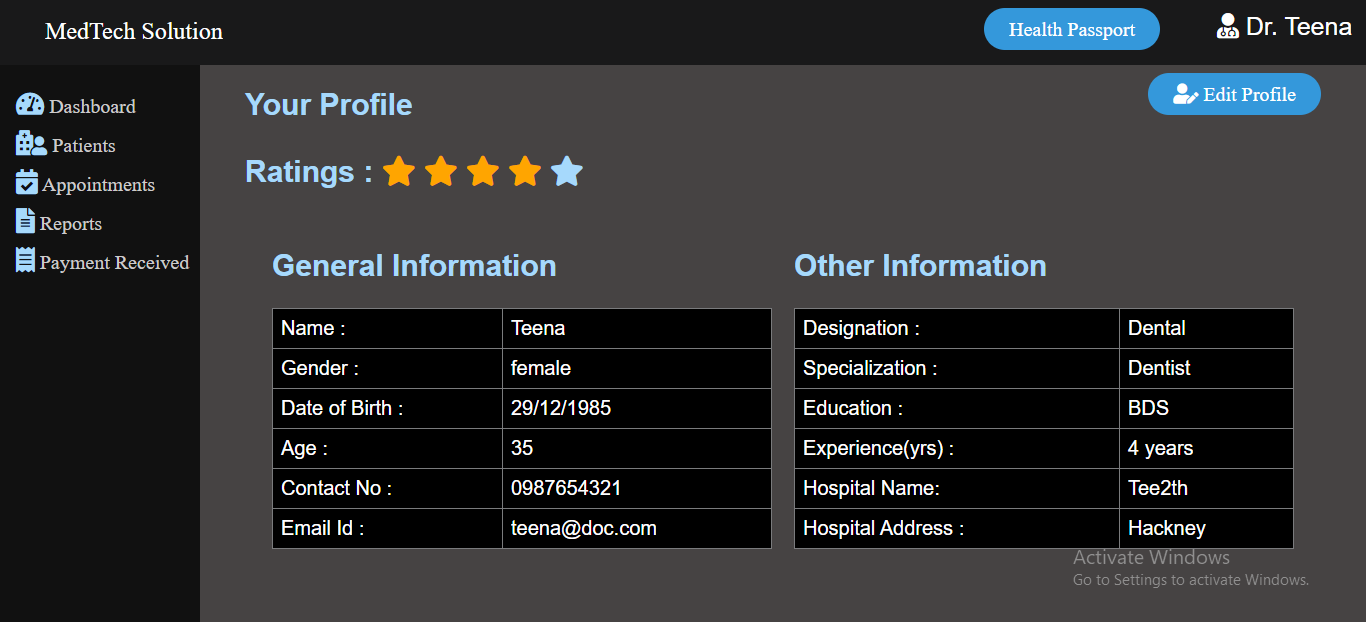 MedTech Solution
Health Passport
Dr. Teena
Dashboard
Patients
Appointments
Reports
Payment Received
Your Profile
Edit Profile
Ratings :
General Information
Name : Teena
Gender : female
Date of Birth : 29/12/1985
Age : 35
Contact No : 0987654321
Email Id : teena@doc.com
Other Information
Designation : Dental
Specialization : Dentist
Education : BDS
Experience(yrs) : 4 years
Hospital Name: Tee2th
Hospital Address : Hackney
Activate Windows
Go to Settings to activate Windows.